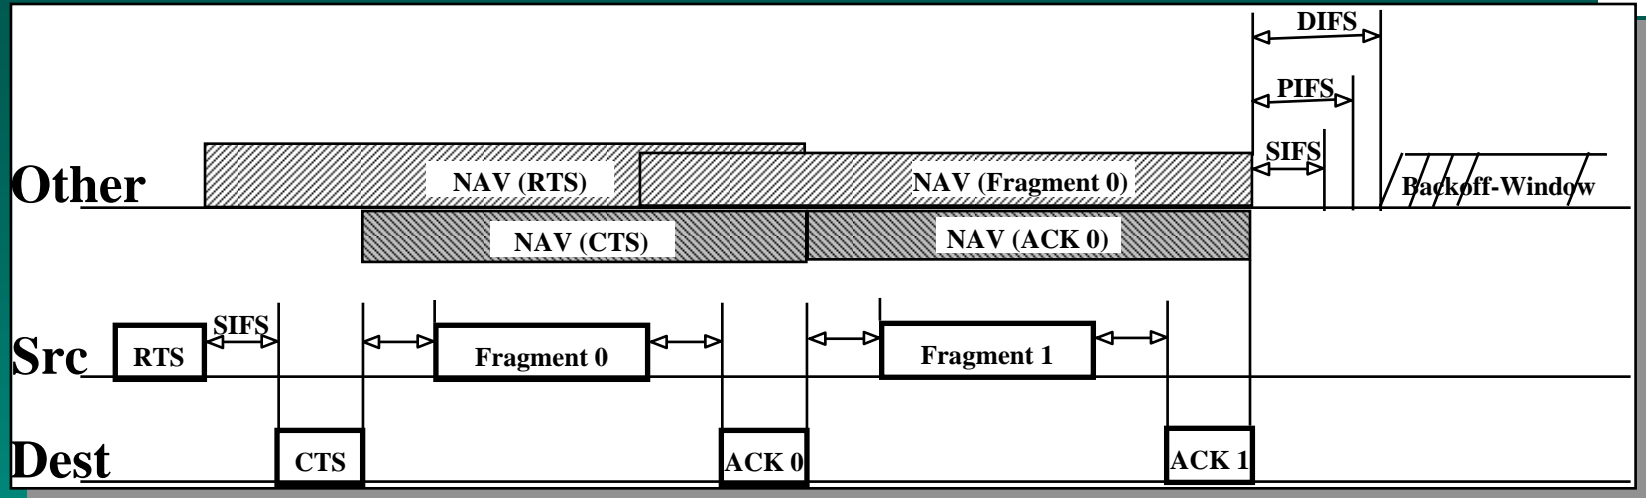 DIFS
PIFS
SIFS
Other
NAV (RTS)
NAV (Fragment 0)
Backoff-Window
NAV (CTS)
NAV (ACK 0)
Src
RTS
SIFS
Fragment 0
Fragment 1
Dest
CTS
ACK 0
ACK 1